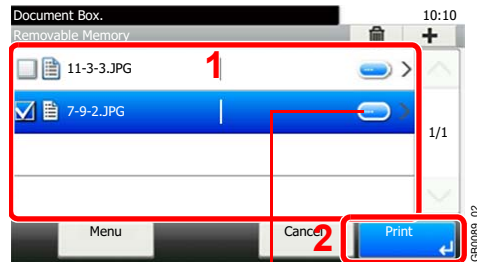 Document Box. 10:10
Removable Memory
1
11-3-3.JPG
7-9-2.JPG
1/1
Menu Cancel 2 Print
GB0089_02